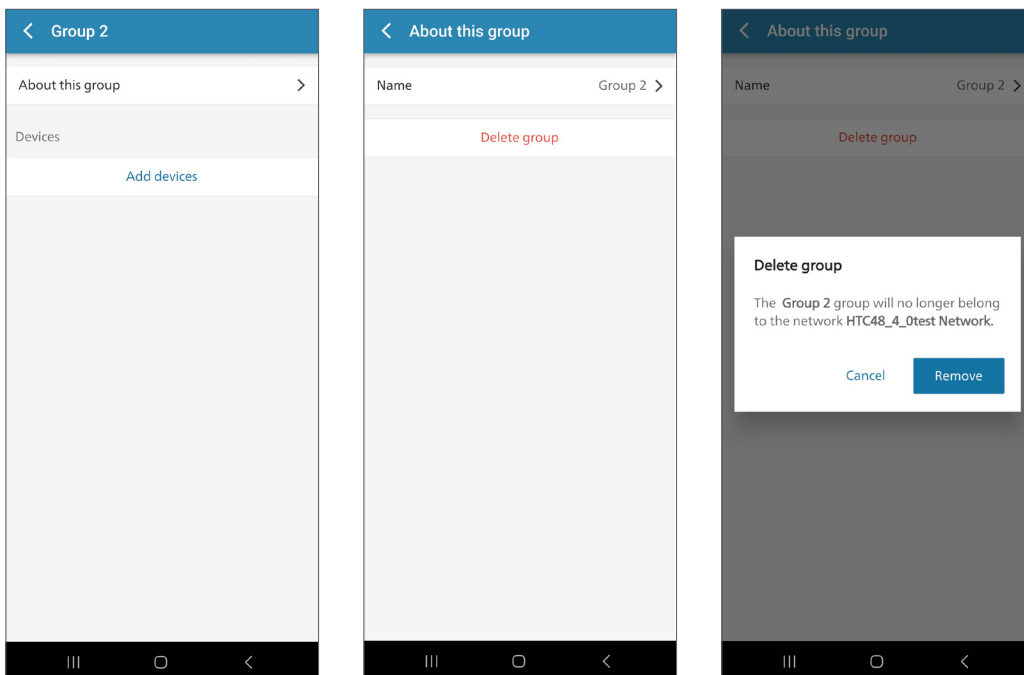 Group 2
About this group
Devices
Add devices
About this group
Name Group 2
Delete group
About this group
Name Group 2
Delete group
Delete group
The Group 2 group will no longer belong
to the network HTC48_4_0test Network.
Cancel Remove